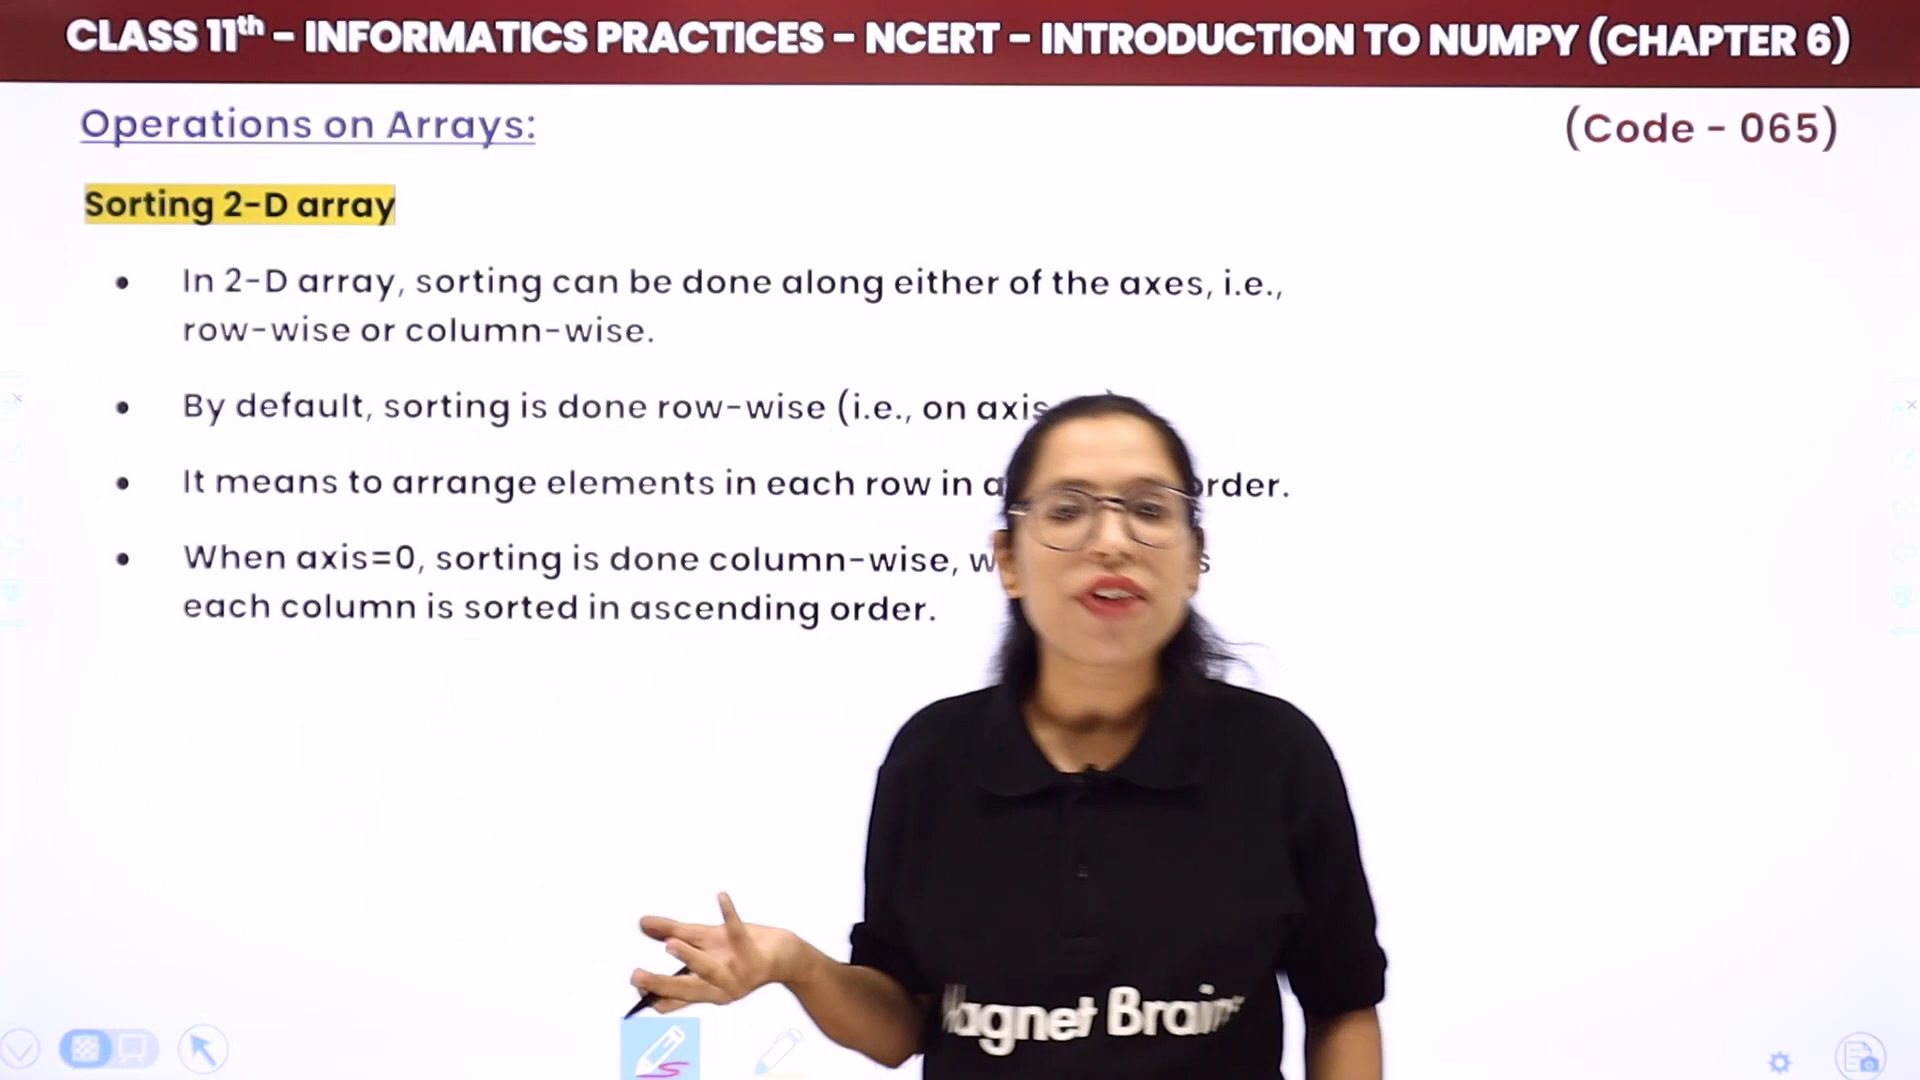 CLASS 11th - INFORMATICS PRACTICES - NCERT - INTRODUCTION TO NUMPY (CHAPTER 6)
Operations on Arrays:
(Code - 065)
Sorting 2-D array
• In 2-D array, sorting can be done along either of the axes, i.e.,
row-wise or column-wise.
• By default, sorting is done row-wise (i.e., on axis
• It means to arrange elements in each row in
• When axis=0, sorting is done column-wise,
each column is sorted in ascending order.